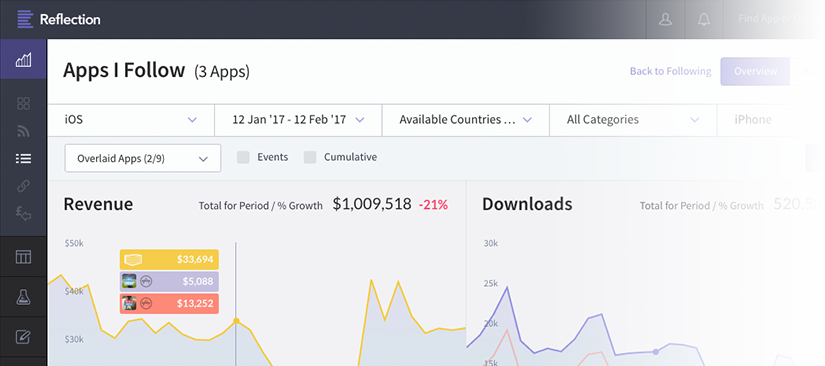 Reflection
Find App or
Apps I Follow (3 Apps)
Back to Following
Overview
iOS
12 Jan '17 - 12 Feb '17
Available Countries ...
All Categories
iPhone
Overlaid Apps (2/9)
Events
Cumulative
Revenue
Total for Period / % Growth
$1,009,518 -21%
Downloads
Total for Period / % Growth
$50k
$33,694
$5,088
$40k
$13,252
$30k
30k
25k
20k
15k